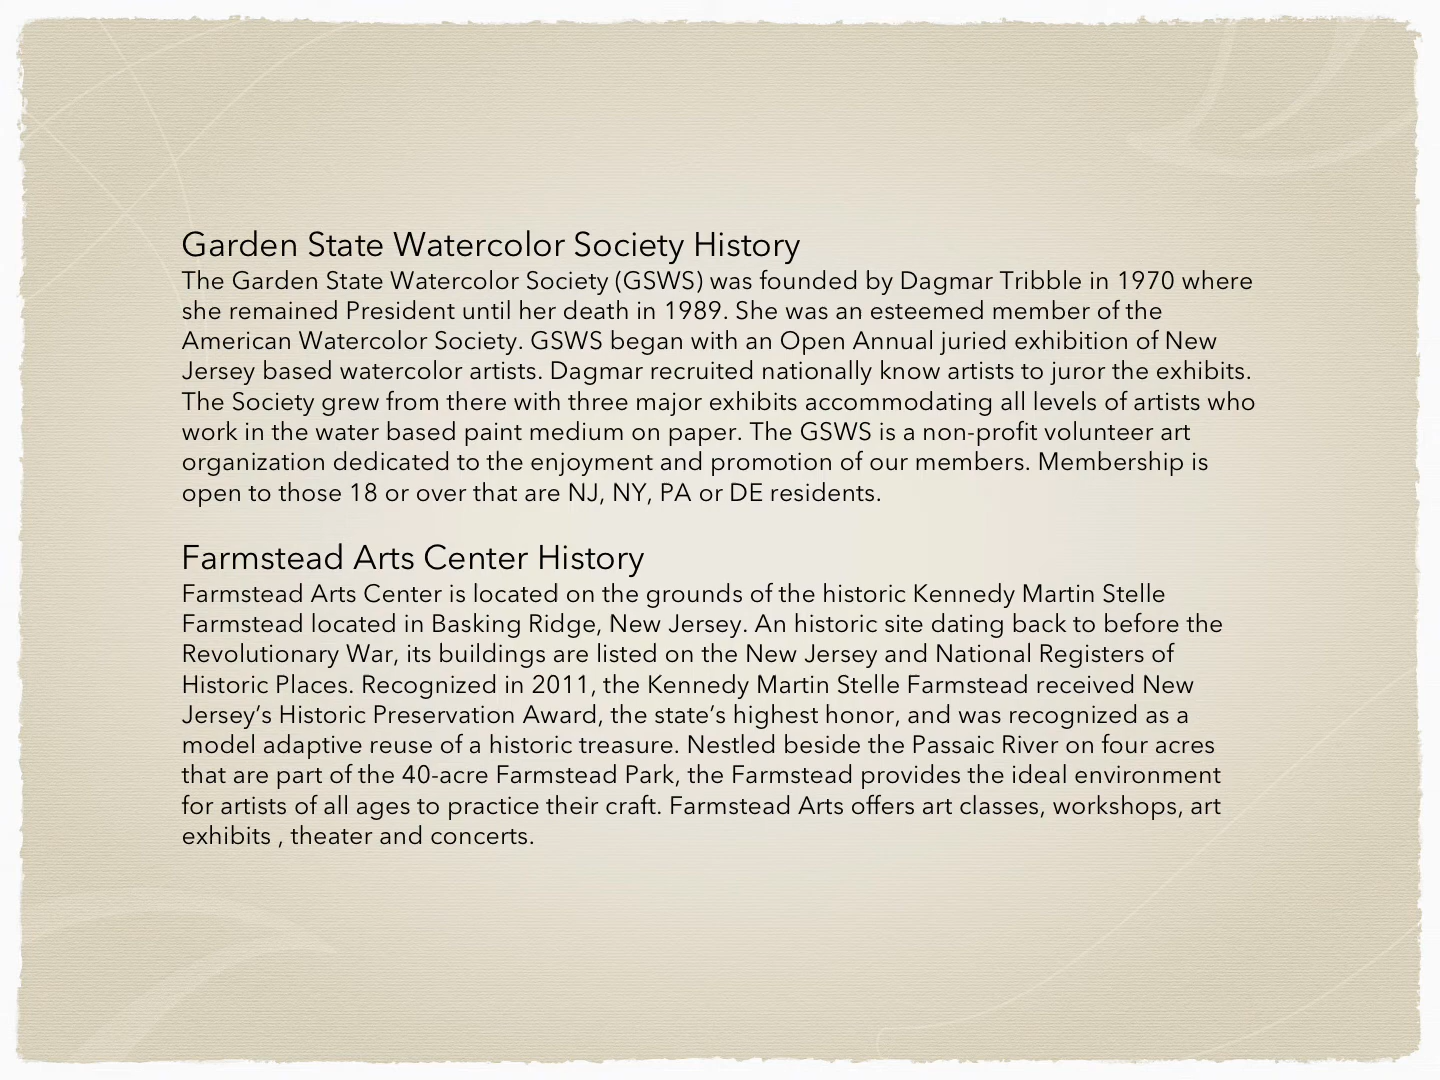 Garden State Watercolor Society History
The Garden State Watercolor Society (GSWS) was founded by Dagmar Tribble in 1970 where
she remained President until her death in 1989. She was an esteemed member of the
American Watercolor Society. GSWS began with an Open Annual juried exhibition of New
Jersey based watercolor artists. Dagmar recruited nationally know artists to juror the exhibits.
The Society grew from there with three major exhibits accommodating all levels of artists who
work in the water based paint medium on paper. The GSWS is a non-profit volunteer art
organization dedicated to the enjoyment and promotion of our members. Membership is
open to those 18 or over that are NJ, NY, PA or DE residents.
Farmstead Arts Center History
Farmstead Arts Center is located on the grounds of the historic Kennedy Martin Stelle
Farmstead located in Basking Ridge, New Jersey. An historic site dating back to before the
Revolutionary War, its buildings are listed on the New Jersey and National Registers of
Historic Places. Recognized in 2011, the Kennedy Martin Stelle Farmstead received New
Jersey’s Historic Preservation Award, the state’s highest honor, and was recognized as a
model adaptive reuse of a historic treasure. Nestled beside the Passaic River on four acres
that are part of the 40-acre Farmstead Park, the Farmstead provides the ideal environment
for artists of all ages to practice their craft. Farmstead Arts offers art classes, workshops, art
exhibits , theater and concerts.